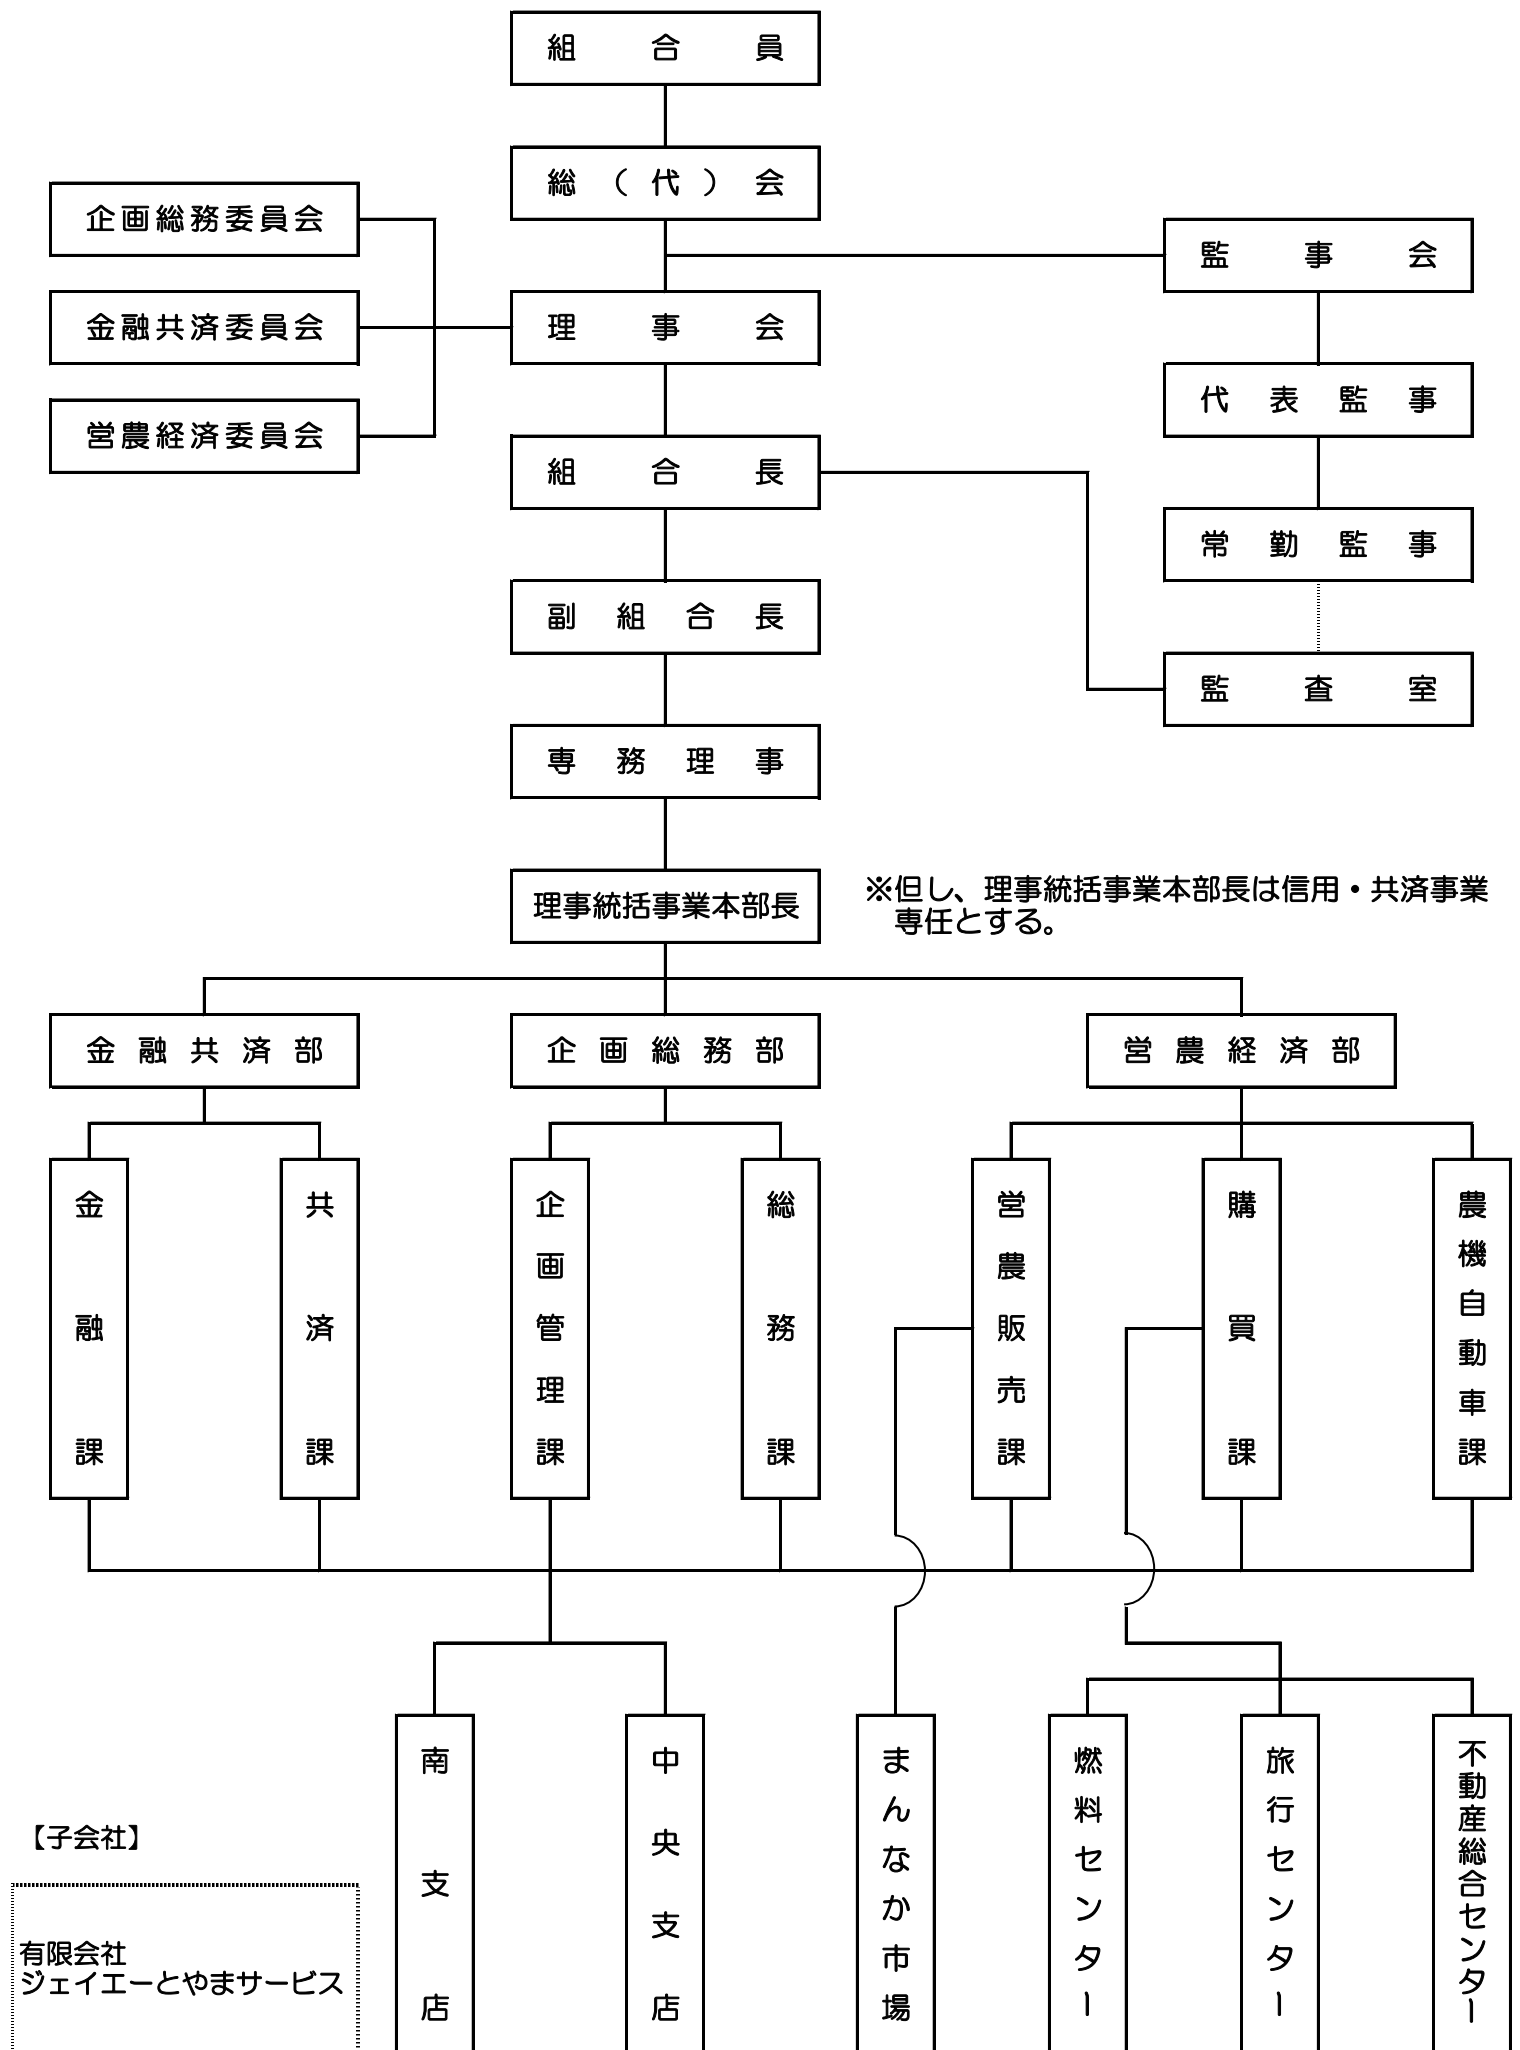 組合員
総（代）会
企画総務委員会
監事会
金融共済委員会
理事会
代表監事
営農経済委員会
組合長
常勤監事
副組合長
監査室
専務理事
理事統括事業本部長
※但し、理事統括事業本部長は信用・共済事業
専任とする。
金融共済部
企画総務部
営農経済部
金融課
共済課
企画管理課
総務課
営農販売課
購買課
農機自動車課
南支店
中央支店
まんなか市場
燃料センター
旅行センター
不動産総合センター
【子会社】
有限会社
ジェイエーとやまサービス